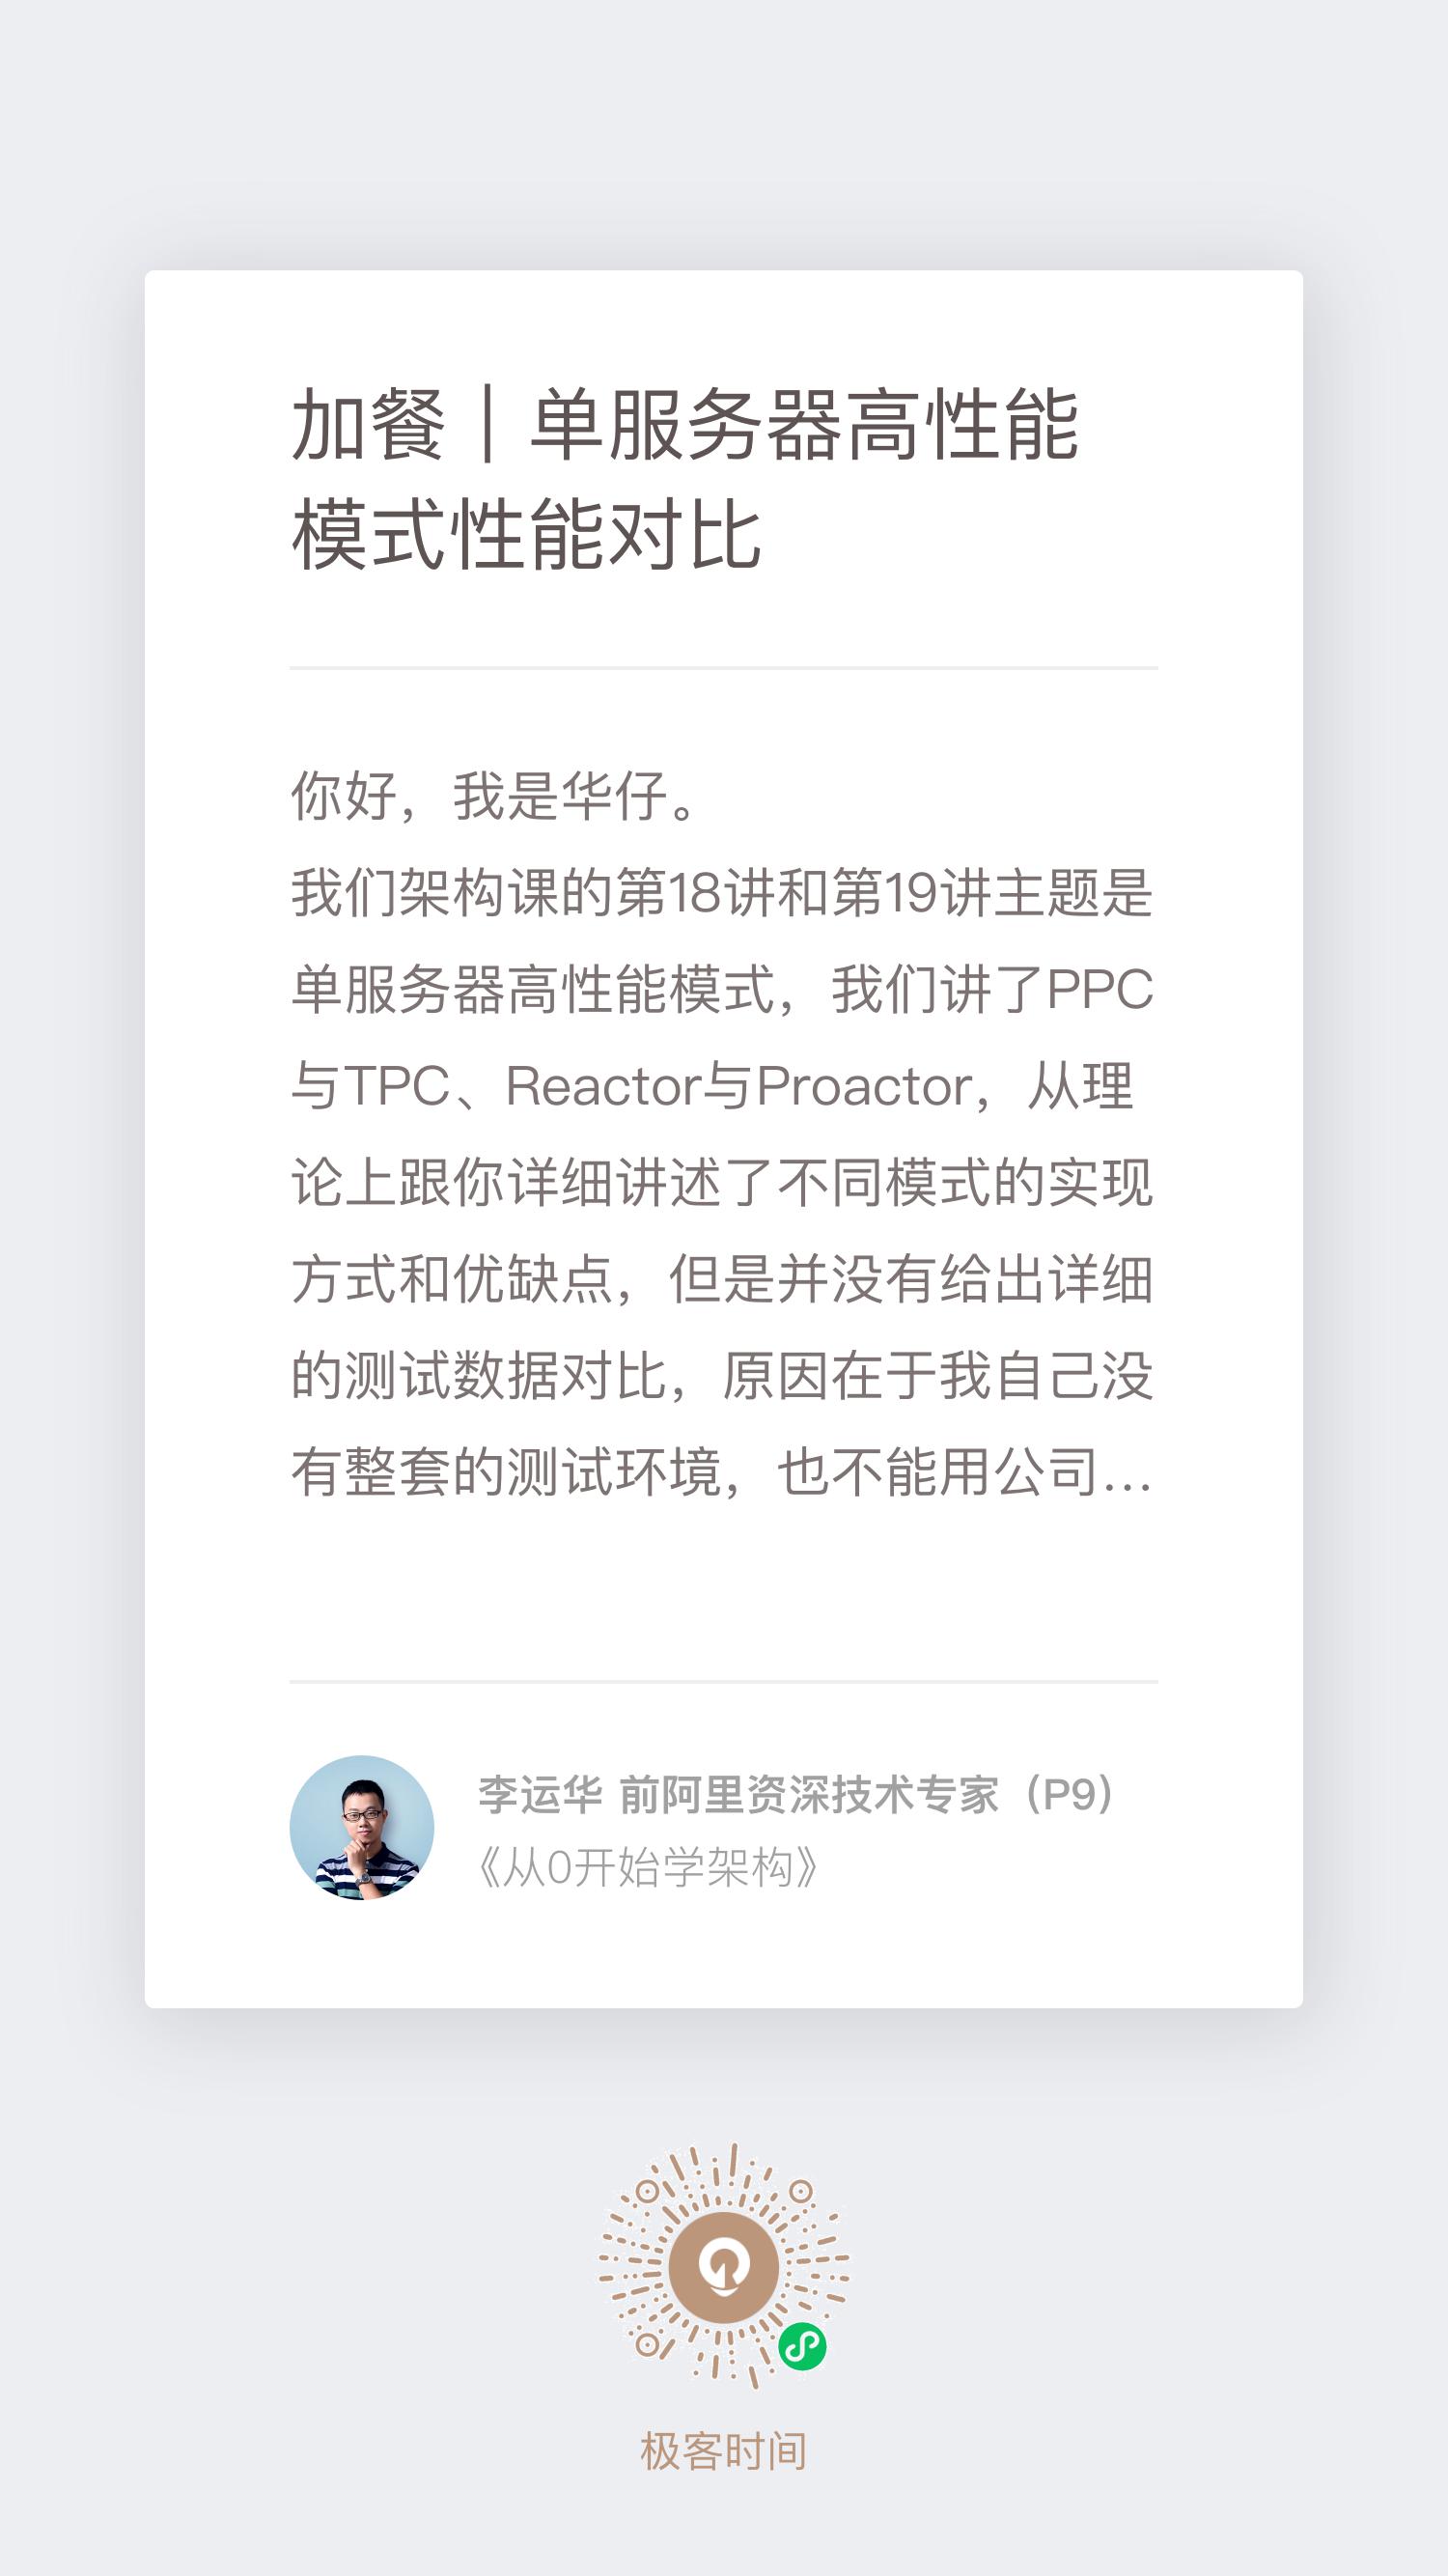 加餐｜单服务器高性能
模式性能对比
你好，我是华仔。
我们架构课的第18讲和第19讲主题是
单服务器高性能模式，我们讲了PPC
与TPC、Reactor与Proactor，从理
论上跟你详细讲述了不同模式的实现
方式和优缺点，但是并没有给出详细
的测试数据对比，原因在于我自己没
有整套的测试环境，也不能用公司...
李运华 前阿里资深技术专家（P9）
《从0开始学架构》
极客时间